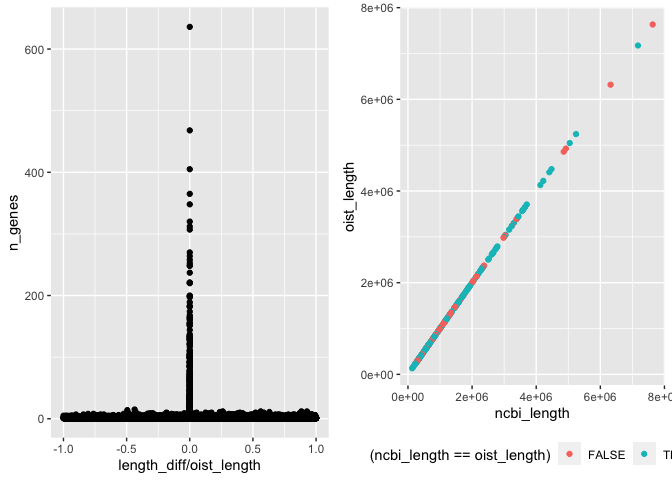 600
400
200
0
n_genes
-1.0 -0.5 0.0 0.5 1.0
length_diff/oist_length
8e+06
6e+06
4e+06
2e+06
0e+00
oist_length
0e+00 2e+06 4e+06 6e+06 8e+0
ncbi_length
(ncbi_length == oist_length) FALSE T